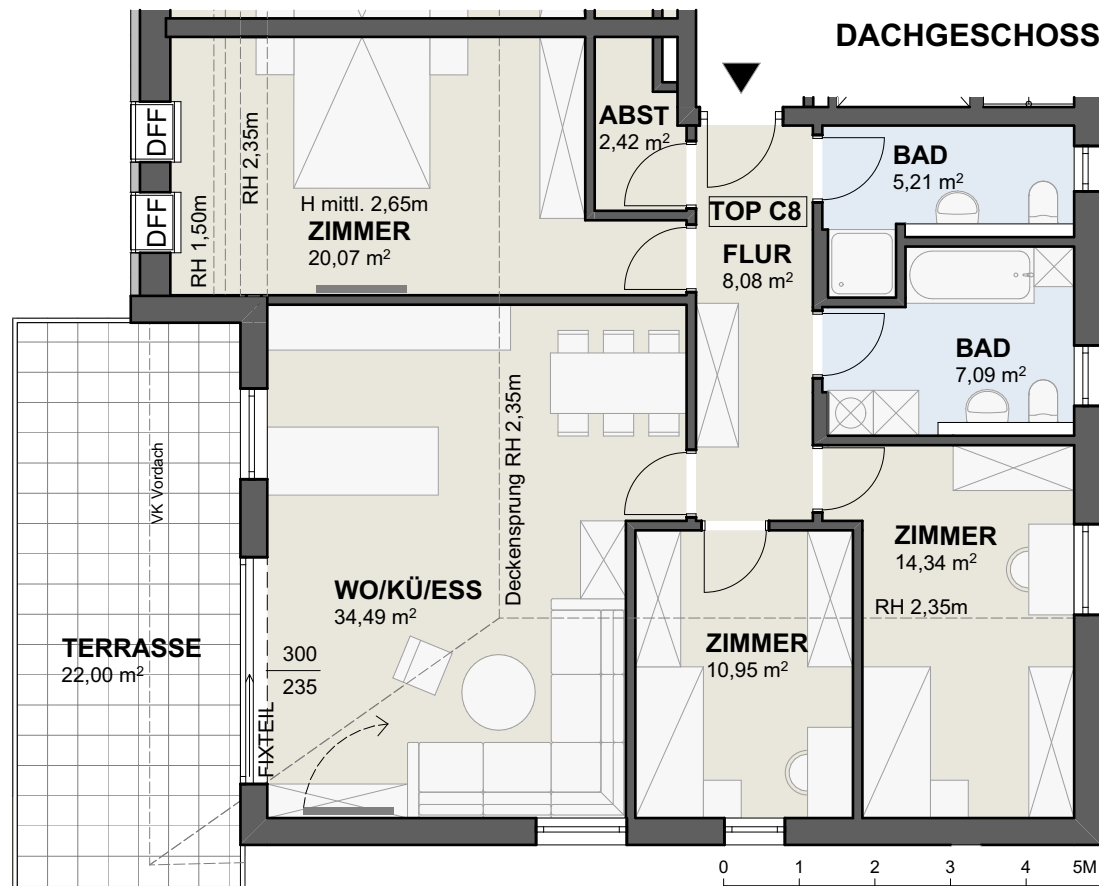 DACHGESCHOSS
DFF
DFF
RH 1,50m
RH 2,35m
H mittl. 2,65m
ZIMMER
20,07 m²
ABST
2,42 m²
TOP C8
FLUR
8,08 m²
BAD
5,21 m²
BAD
7,09 m²
VK Vordach
Deckensprung RH 2,35m
WO/KÜ/ESS
34,49 m²
TERRASSE
22,00 m²
300
235
FIXTEIL
ZIMMER
10,95 m²
ZIMMER
14,34 m²
RH 2,35m
0 1 2 3 4 5M